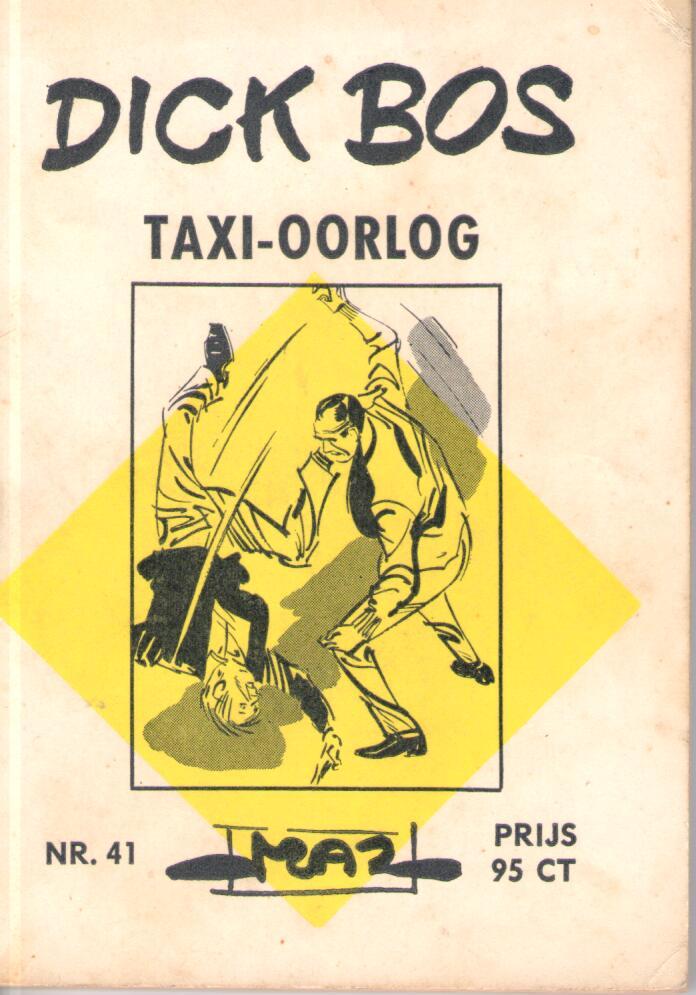 DICK BOS
TAXI-OORLOG
NR. 41
MAZ
PRIJS
95 CT